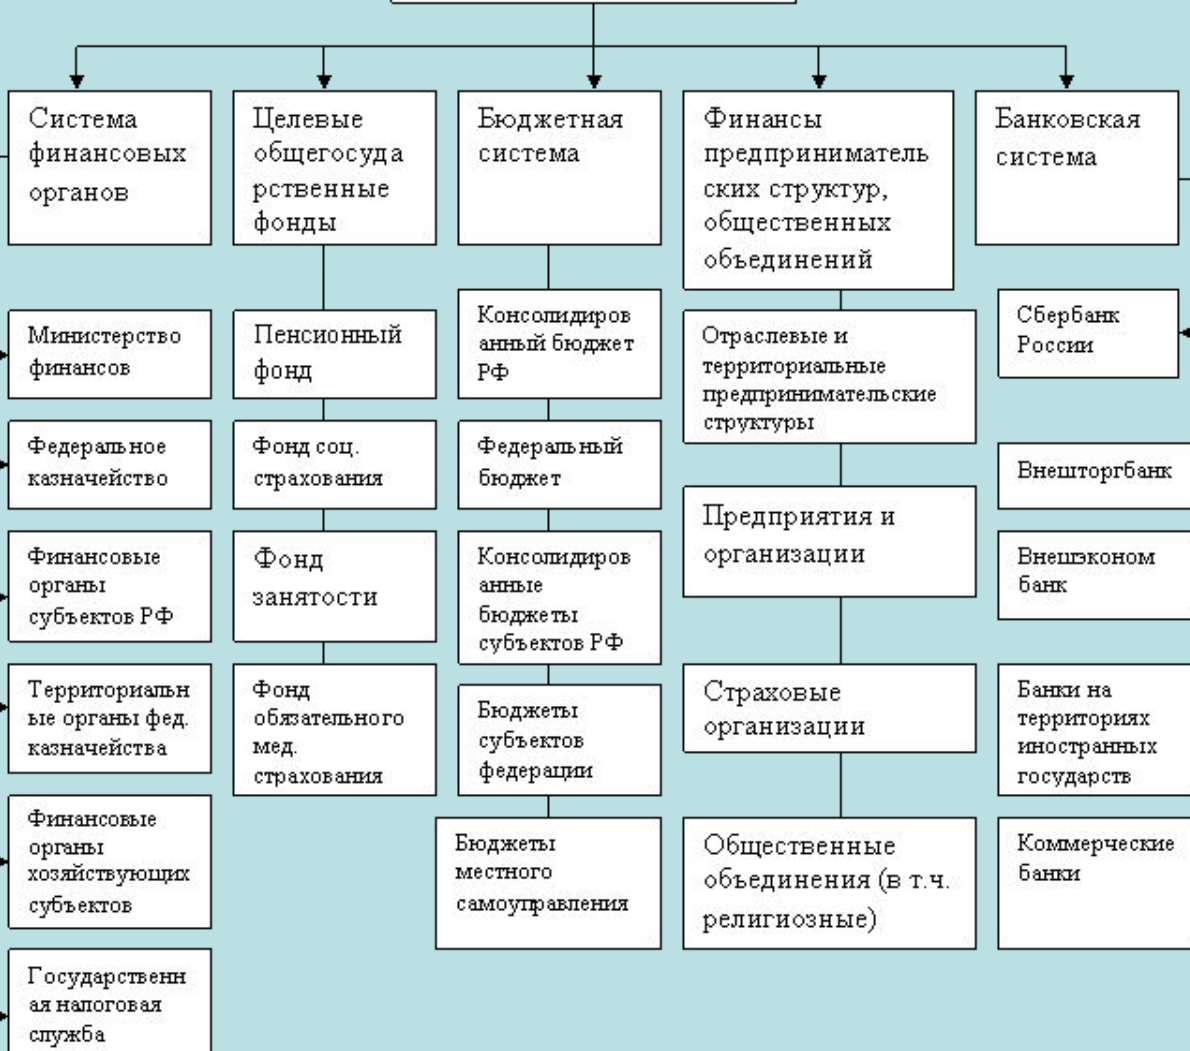 Система
финансовых
органов
Целевые
общегосуда
рственные
фонды
Бюджетная
система
Финансы
предприниматель
ских структур,
общественных
объединений
Банковская
система
Министерство
финансов
Федеральное
казначейство
Финансовые
органы
субъектов РФ
Территориальн
ые органы фед.
казначейства
Финансовые
органы
хозяйствующих
субъектов
Государственн
ая налоговая
служба
Пенсионный
фонд
Фонд соц.
страхования
Фонд
занятости
Фонд
обязательного
мед.
страхования
Консолидиров
анный бюджет
РФ
Федеральный
бюджет
Консолидиров
анные
бюджеты
субъектов РФ
Бюджеты
субъектов
федерации
Бюджеты
местного
самоуправления
Отраслевые и
территориальные
предпринимательские
структуры
Предприятия и
организации
Страховые
организации
Общественные
объединения (в т.ч.
религиозные)
Сбербанк
России
Внешторгбанк
Внешэконом
банк
Банки на
территориях
иностранных
государств
Коммерческие
банки